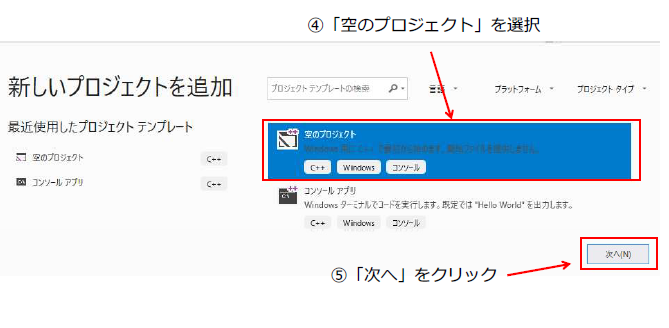 ④「空のプロジェクト」を選択
新しいプロジェクトを追加
プロジェクト テンプレートの検索
言語
プラットフォーム
プロジェクト タイプ
最近使用したプロジェクト テンプレート
空のプロジェクト
C++
コンソール アプリ
C++
空のプロジェクト
Windows 用に C++ で最初から始めます。開始ファイルを提供しません。
C++ Windows コンソール
コンソール アプリ
Windows ターミナルでコードを実行します。既定では "Hello World" を出力します。
C++ Windows コンソール
次へ(N)
⑤「次へ」をクリック